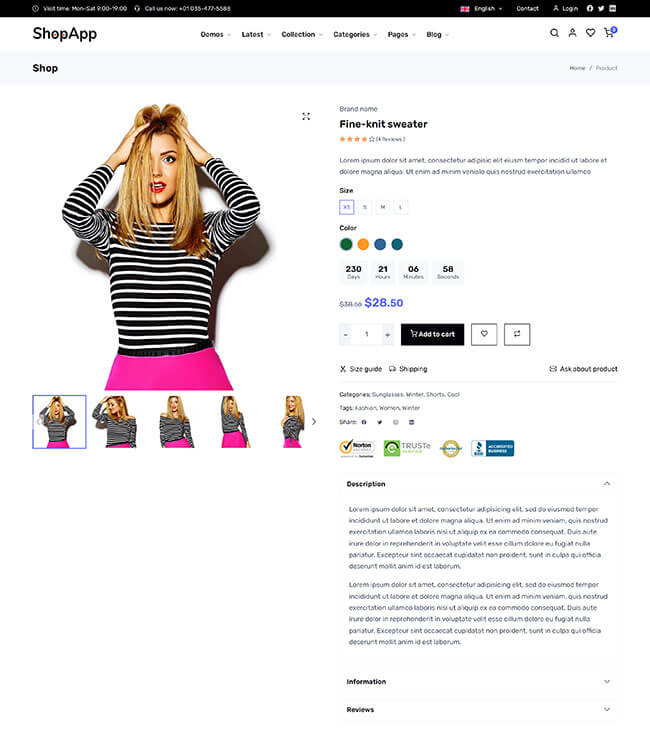 Visit time: Mon-Sat 9:00-19:00 Call us now: +01 035-477-5588 English Contact Login
ShopApp Demos Latest Collection Categories Pages Blog 0
Shop Home / Product
Brand name
Fine-knit sweater
(4 Reviews)
Lorem ipsum dolor sit amet, consectetur adipisic elit eiusm tempor incidid ut labore et
dolore magna aliqua. Ut enim ad minim venialo quis nostrud exercitation ullamco
Size
XS S M L
Color
230 21 06 58
Days Hours Minutes Seconds
$28.50
- 1 + Add to cart
Size guide Shipping Ask about product
Categories: Sunglasses, Winter, Shorts, Cool
Tags: Fashion, Women, Winter
Share:
Norton
TRUSTe
VERIFIED
ACCREDITED
BUSINESS
Description
Lorem ipsum dolor sit amet, consectetur adipisicing elit, sed do eiusmod tempor
incididunt ut labore et dolore magna aliqua. Ut enim ad minim veniam, quis nostrud
exercitation ullamco laboris nisi ut aliquip ex ea commodo consequat. Duis aute
irure dolor in reprehenderit in voluptate velit esse cillum dolore eu fugiat nulla
pariatur. Excepteur sint occaecat cupidatat non proident, sunt in culpa qui officia
deserunt mollit anim id est laborum.
Lorem ipsum dolor sit amet, consectetur adipisicing elit, sed do eiusmod tempor
incididunt ut labore et dolore magna aliqua. Ut enim ad minim veniam, quis nostrud
exercitation ullamco laboris nisi ut aliquip ex ea commodo consequat. Duis aute
irure dolor in reprehenderit in voluptate velit esse cillum dolore eu fugiat nulla
pariatur. Excepteur sint occaecat cupidatat non proident, sunt in culpa qui officia
deserunt mollit anim id est laborum.
Information
Reviews